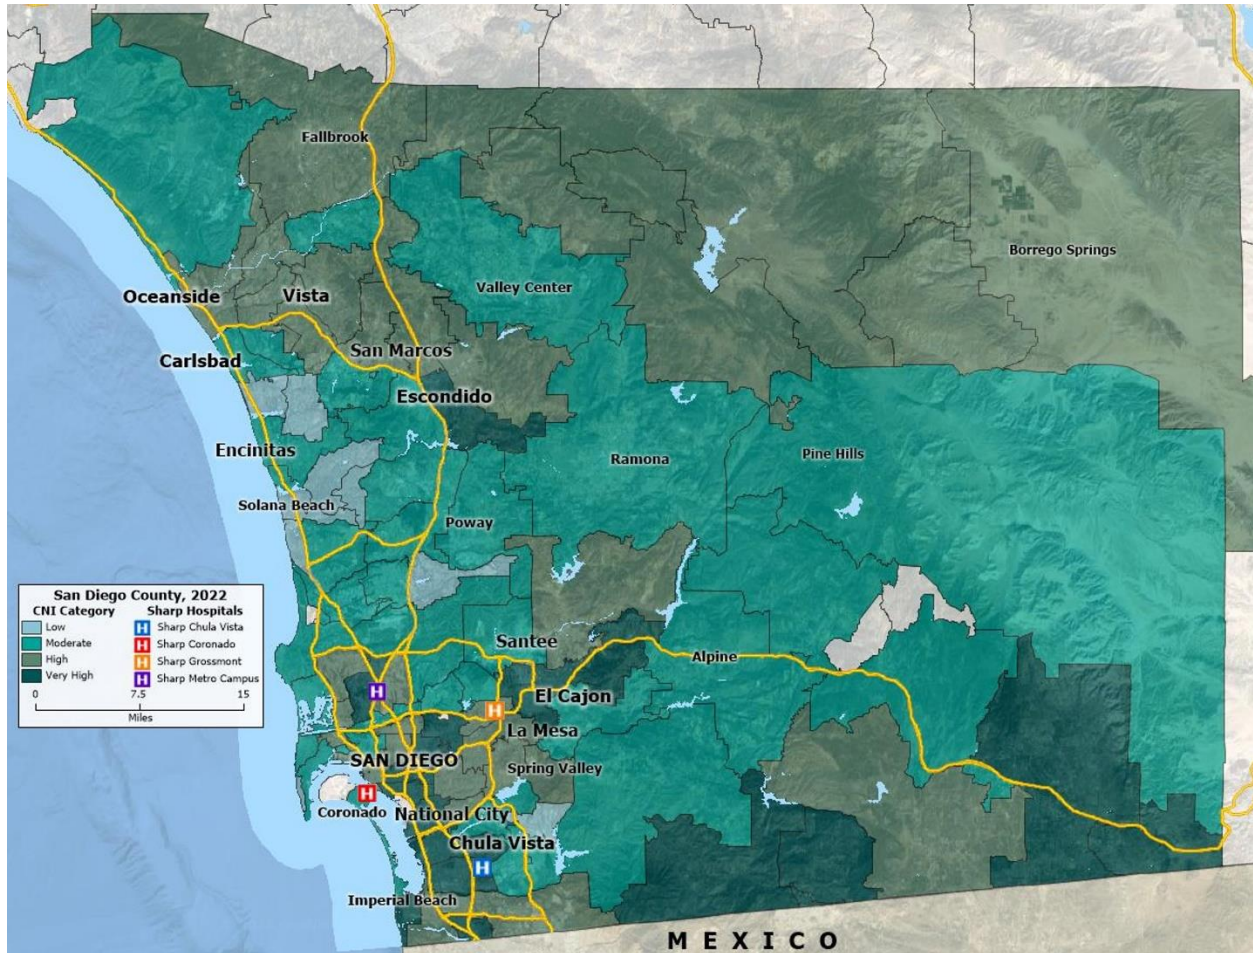 Fallbrook
Borrego Springs
Valley Center
Oceanside
Vista
San Marcos
Carlsbad
Escondido
Encinitas
Ramona
Pine Hills
Solana Beach
Poway
San Diego County, 2022
CNI Category
Low
Moderate
High
Very High
Sharp Hospitals
H Sharp Chula Vista
H Sharp Coronado
H Sharp Grossmont
H Sharp Metro Campus
0 7.5 15
Miles
Santee
Alpine
H
El Cajon
H
La Mesa
SAN DIEGO
Spring Valley
H
Coronado
National City
Chula Vista
H
Imperial Beach
MEXICO